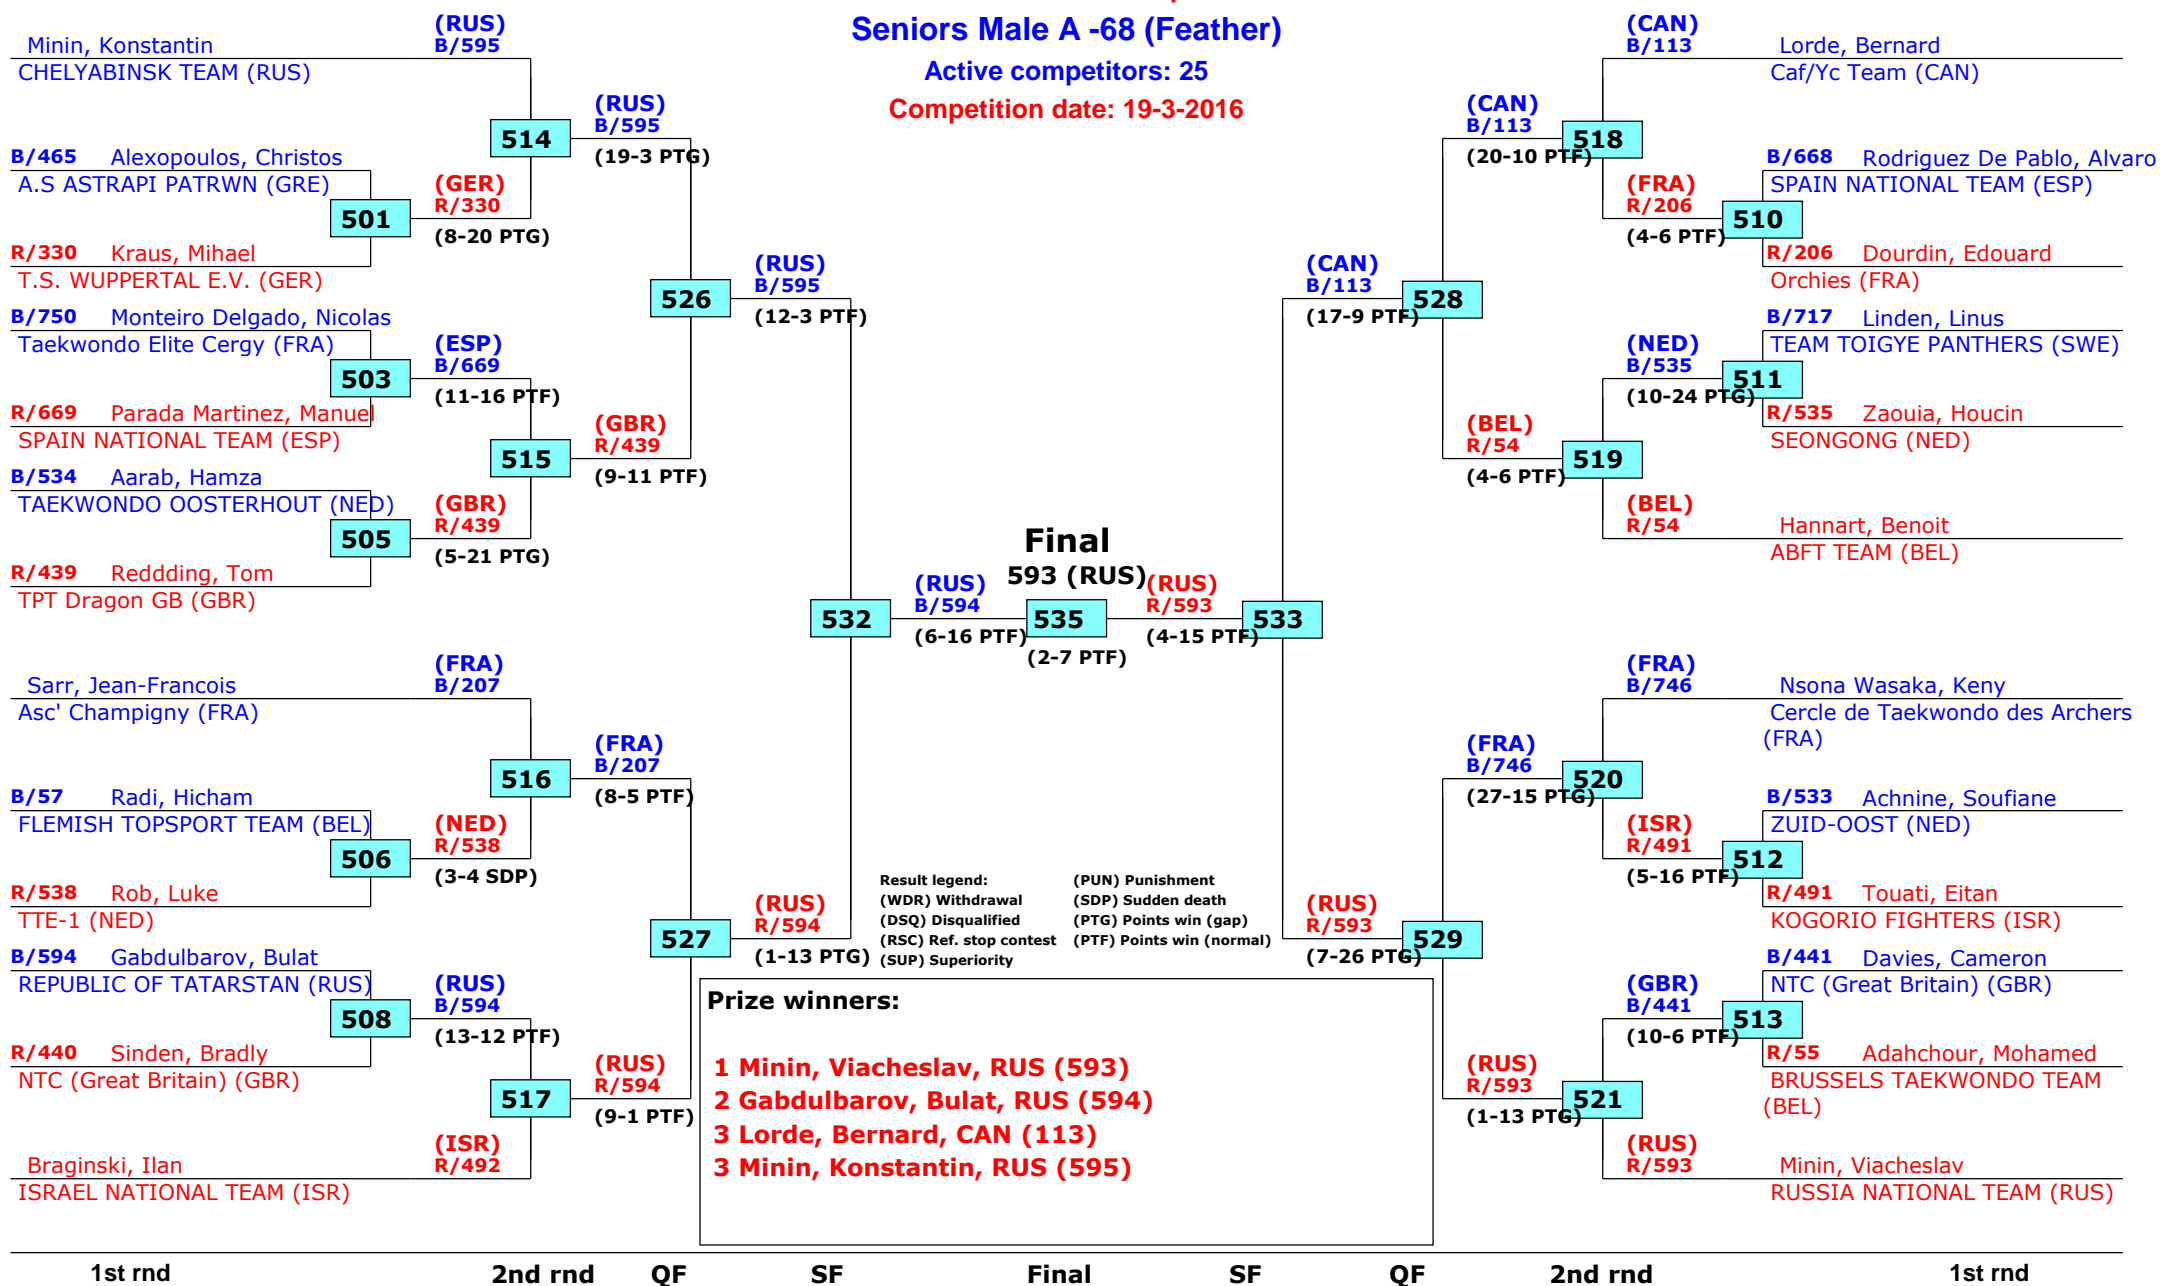 Seniors Male A -68 (Feather)
Active competitors: 25
Competition date: 19-3-2016
(RUS)
B/595
Minin, Konstantin
CHELYABINSK TEAM (RUS)
(RUS)
B/595
514
(19-3 PTG)
B/465 Alexopoulos, Christos
A.S ASTRAPI PATRWN (GRE)
(GER)
R/330
501
(8-20 PTG)
R/330 Kraus, Mihael
T.S. WUPPERTAL E.V. (GER)
(RUS)
B/595
526
(12-3 PTF)
B/750 Monteiro Delgado, Nicolas
Taekwondo Elite Cergy (FRA)
(ESP)
B/669
503
(11-16 PTF)
R/669 Parada Martinez, Manuel
SPAIN NATIONAL TEAM (ESP)
(GBR)
R/439
515
(9-11 PTF)
B/534 Aarab, Hamza
TAEKWONDO OOSTERHOUT (NED)
(GBR)
R/439
505
(5-21 PTG)
R/439 Reddding, Tom
TPT Dragon GB (GBR)
532
(RUS)
B/594
(6-16 PTF)
(FRA)
B/207
Sarr, Jean-Francois
Asc' Champigny (FRA)
(FRA)
B/207
516
(8-5 PTF)
B/57 Radi, Hicham
FLEMISH TOPSPORT TEAM (BEL)
(NED)
R/538
506
(3-4 SDP)
R/538 Rob, Luke
TTE-1 (NED)
(RUS)
R/594
527
(1-13 PTG)
B/594 Gabdulbarov, Bulat
REPUBLIC OF TATARSTAN (RUS)
(RUS)
B/594
508
(13-12 PTF)
R/440 Sinden, Bradly
NTC (Great Britain) (GBR)
(RUS)
R/594
517
(9-1 PTF)
(ISR)
R/492
Braginski, Ilan
ISRAEL NATIONAL TEAM (ISR)
Final
593 (RUS)
535
(2-7 PTF)
(RUS)
R/593
(4-15 PTF)
533
(CAN)
B/113
Lorde, Bernard
Caf/Yc Team (CAN)
(CAN)
B/113
518
(20-10 PTF)
B/668 Rodriguez De Pablo, Alvaro
SPAIN NATIONAL TEAM (ESP)
(FRA)
R/206
510
(4-6 PTF)
R/206 Dourdin, Edouard
Orchies (FRA)
(CAN)
B/113
528
(17-9 PTF)
B/717 Linden, Linus
TEAM TOIGYE PANTHERS (SWE)
(NED)
B/535
511
(10-24 PTG)
R/535 Zaouia, Houcin
SEONGONG (NED)
(BEL)
R/54
519
(4-6 PTF)
(BEL)
R/54
Hannart, Benoit
ABFT TEAM (BEL)
(FRA)
B/746
Nsona Wasaka, Keny
Cercle de Taekwondo des Archers
(FRA)
(FRA)
B/746
520
(27-15 PTG)
B/533 Achnine, Soufiane
ZUID-OOST (NED)
(ISR)
R/491
512
(5-16 PTF)
R/491 Touati, Eitan
KOGORIO FIGHTERS (ISR)
(RUS)
R/593
529
(7-26 PTG)
B/441 Davies, Cameron
NTC (Great Britain) (GBR)
(GBR)
B/441
513
(10-6 PTF)
R/55 Adahchour, Mohamed
BRUSSELS TAEKWONDO TEAM
(BEL)
(RUS)
R/593
521
(1-13 PTG)
(RUS)
R/593
Minin, Viacheslav
RUSSIA NATIONAL TEAM (RUS)
Result legend:
(WDR) Withdrawal
(DSQ) Disqualified
(RSC) Ref. stop contest
(SUP) Superiority
(PUN) Punishment
(SDP) Sudden death
(PTG) Points win (gap)
(PTF) Points win (normal)
Prize winners:
1 Minin, Viacheslav, RUS (593)
2 Gabdulbarov, Bulat, RUS (594)
3 Lorde, Bernard, CAN (113)
3 Minin, Konstantin, RUS (595)
1st rnd 2nd rnd QF SF Final SF QF 2nd rnd 1st rnd